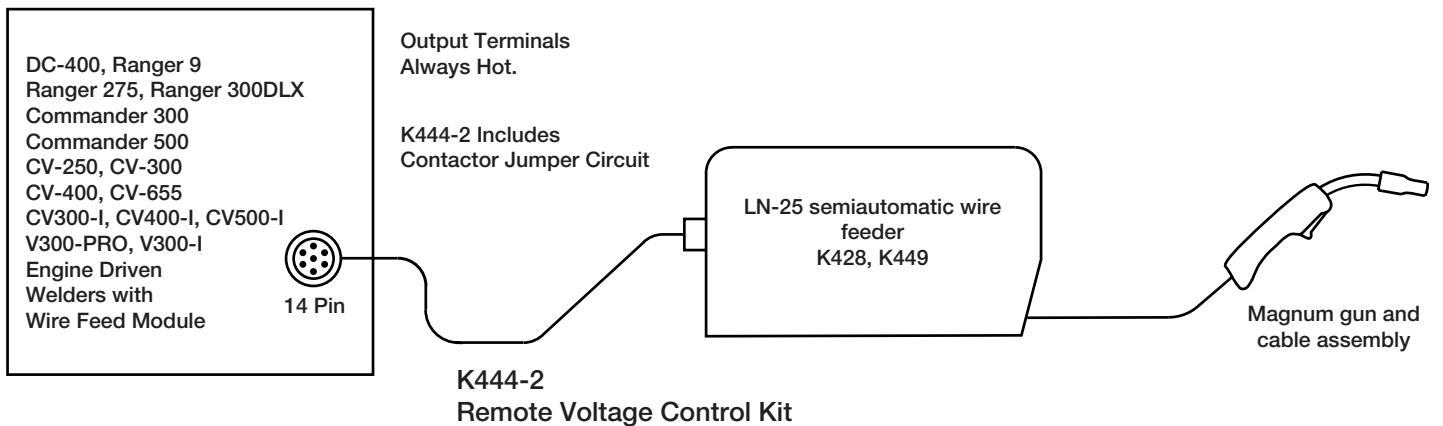 DC-400, Ranger 9
Ranger 275, Ranger 300DLX
Commander 300
Commander 500
CV-250, CV-300
CV-400, CV-655
CV300-I, CV400-I, CV500-I
V300-PRO, V300-I
Engine Driven
Welders with
Wire Feed Module
14 Pin
Output Terminals
Always Hot.
K444-2 Includes
Contactor Jumper Circuit
K444-2
Remote Voltage Control Kit
LN-25 semiautomatic wire
feeder
K428, K449
Magnum gun and
cable assembly